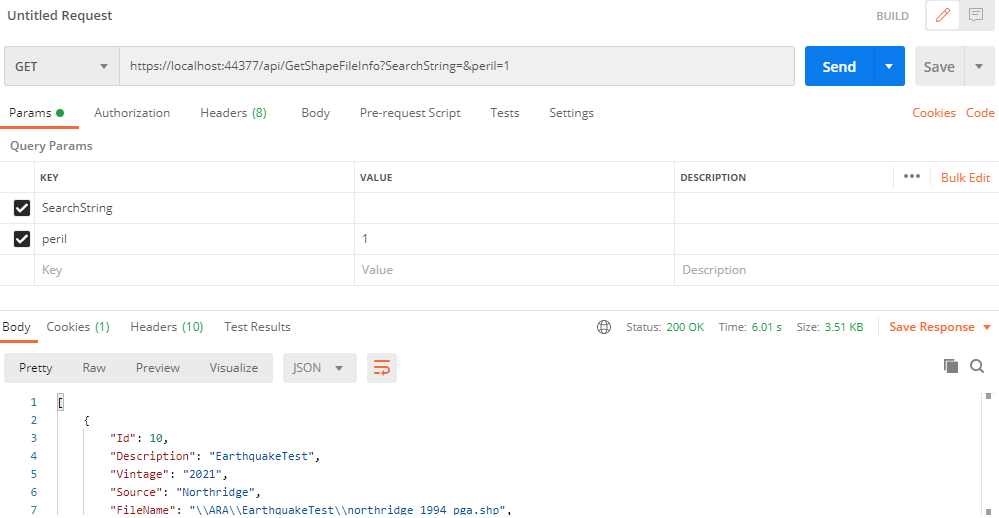 Untitled Request BUILD
GET https://localhost:44377/api/GetShapeFileInfo?SearchString=&peril=1 Send Save
Params Authorization Headers (8) Body Pre-request Script Tests Settings Cookies Code
Query Params
KEY VALUE DESCRIPTION ••• Bulk Edit
SearchString
peril 1
Key Value Description
Body Cookies (1) Headers (10) Test Results Status: 200 OK Time: 6.01 s Size: 3.51 KB Save Response
Pretty Raw Preview Visualize JSON
1 [
2 {
3 "Id": 10,
4 "Description": "EarthquakeTest",
5 "Vintage": "2021",
6 "Source": "Northridge",
7 "FileName": "\\ARA\\EarthquakeTest\\northridge_1994_pga.shp",